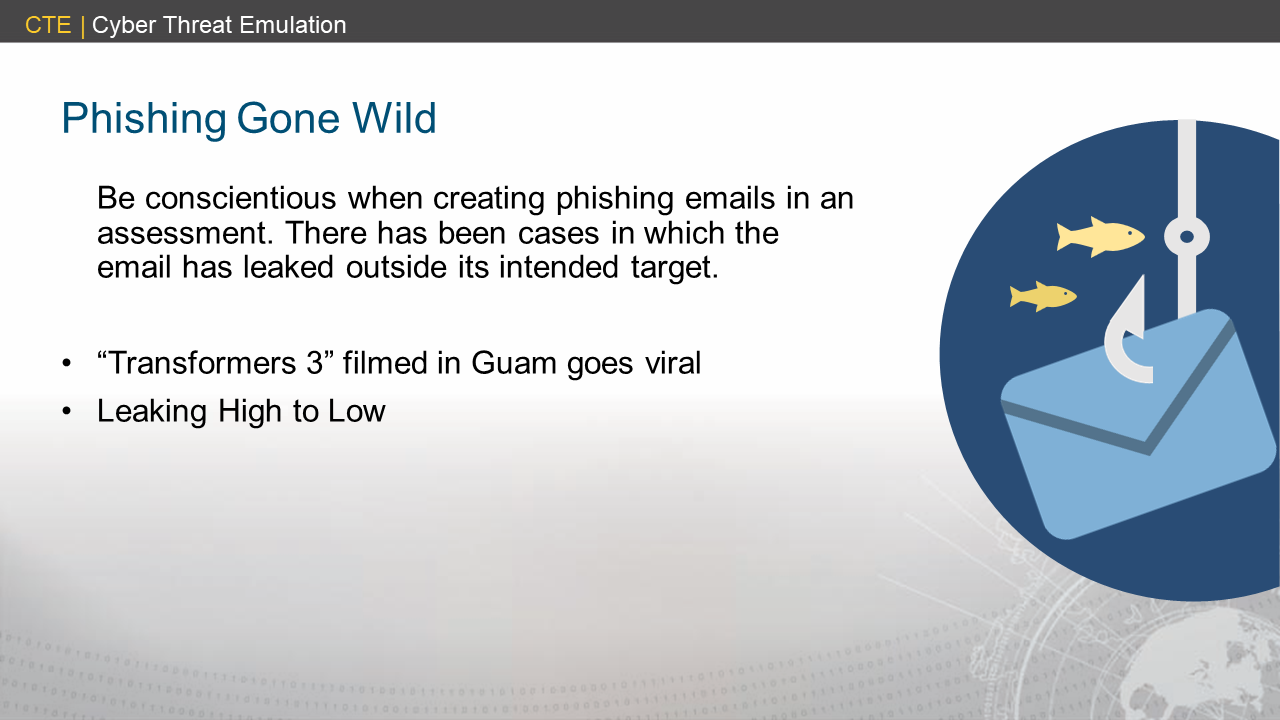 CTE | Cyber Threat Emulation
Phishing Gone Wild
Be conscientious when creating phishing emails in an
assessment. There has been cases in which the
email has leaked outside its intended target.
• “Transformers 3” filmed in Guam goes viral
• Leaking High to Low